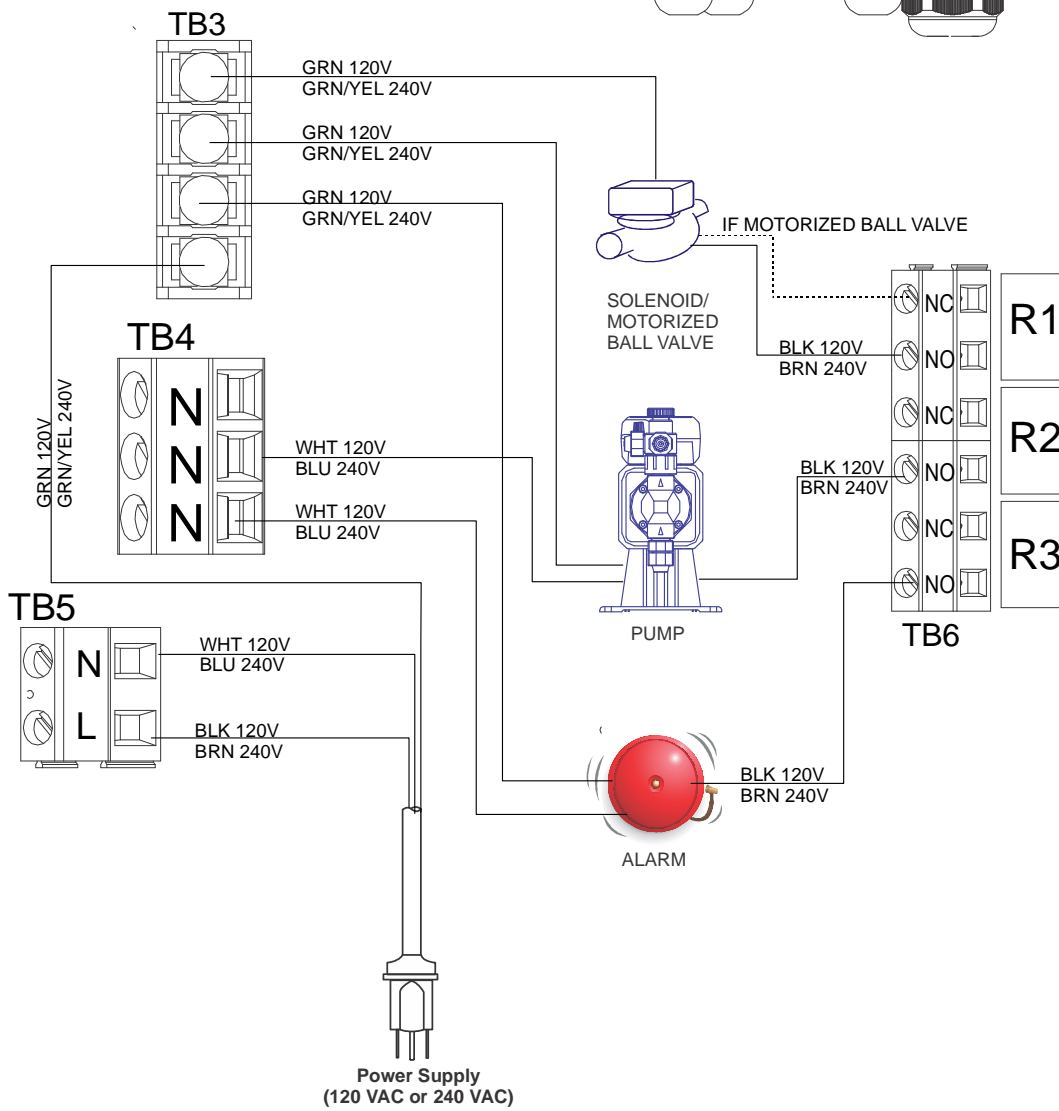 TB3
GRN 120V
GRN/YEL 240V
GRN 120V
GRN/YEL 240V
GRN 120V
GRN/YEL 240V
IF MOTORIZED BALL VALVE
SOLENOID/
MOTORIZED
BALL VALVE
NC
R1
BLK 120V
BRN 240V
NO
TB4
N
N
N
GRN 120V
GRN/YEL 240V
WHT 120V
BLU 240V
WHT 120V
BLU 240V
NC
R2
BLK 120V
BRN 240V
NO
NC
R3
NO
TB6
PUMP
TB5
N
L
WHT 120V
BLU 240V
BLK 120V
BRN 240V
BLK 120V
BRN 240V
ALARM
Power Supply
(120 VAC or 240 VAC)